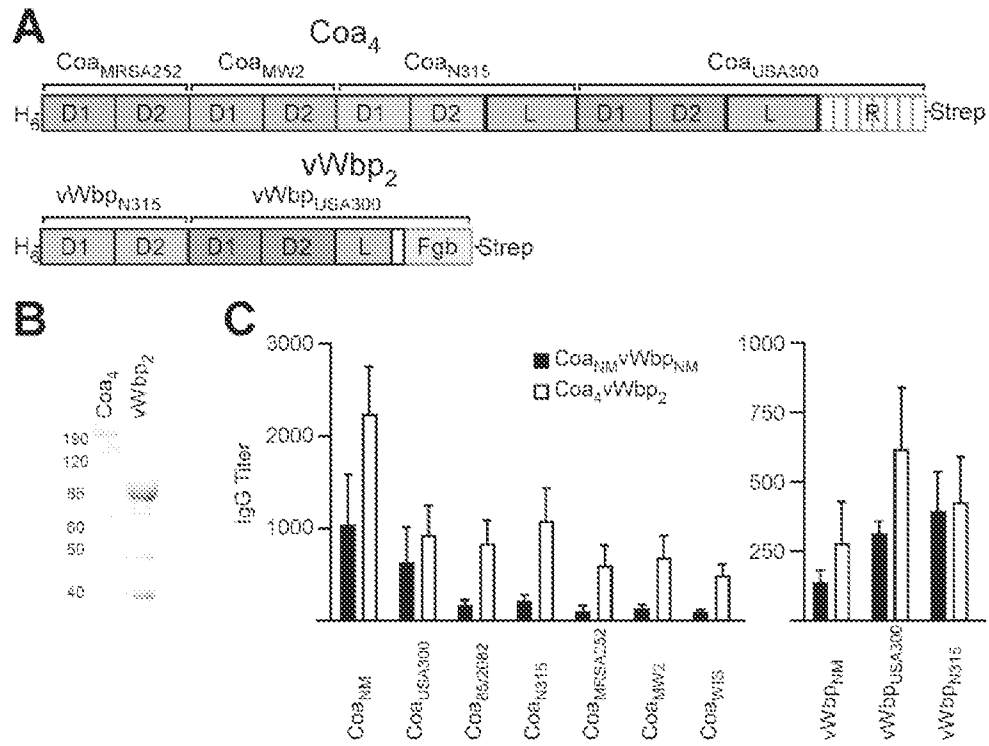 A
Coa4
CoaMRSA252 CoaMW2 CoaN315 CoaUSA300
H6 D1 D2 D1 D2 D1 D2 L D1 D2 L R Strep
vWbp2
vWbpN315 vWbpUSA300
H6 D1 D2 D1 D2 L Fgb Strep
B
Coa4 vWbp2
190
120
85
60
50
40
C
IgG Titer
3000
2000
1000
CoaNMvWbpNM
Coa4vWbp2
CoaNM CoaUSA300 Coa85/2082 CoaN315 CoaMRSA252 CoaMW2 CoaWIS
1000
750
500
250
vWbpNM vWbpUSA300 vWbpN315